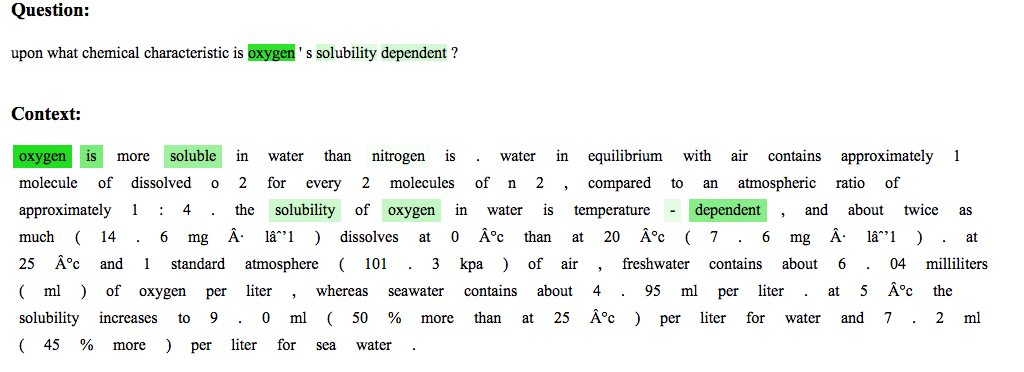 Question:
upon what chemical characteristic is oxygen ' s solubility dependent ?
Context:
oxygen is more soluble in water than nitrogen is . water in equilibrium with air contains approximately 1
molecule of dissolved o 2 for every 2 molecules of n 2 , compared to an atmospheric ratio of
approximately 1 : 4 . the solubility of oxygen in water is temperature - dependent , and about twice as
much ( 14 . 6 mg Â· lâˆ’1 ) dissolves at 0 Â°c than at 20 Â°c ( 7 . 6 mg Â· lâˆ’1 ) . at
25 Â°c and 1 standard atmosphere ( 101 . 3 kpa ) of air , freshwater contains about 6 . 04 milliliters
( ml ) of oxygen per liter , whereas seawater contains about 4 . 95 ml per liter . at 5 Â°c the
solubility increases to 9 . 0 ml ( 50 % more than at 25 Â°c ) per liter for water and 7 . 2 ml
( 45 % more ) per liter for sea water .